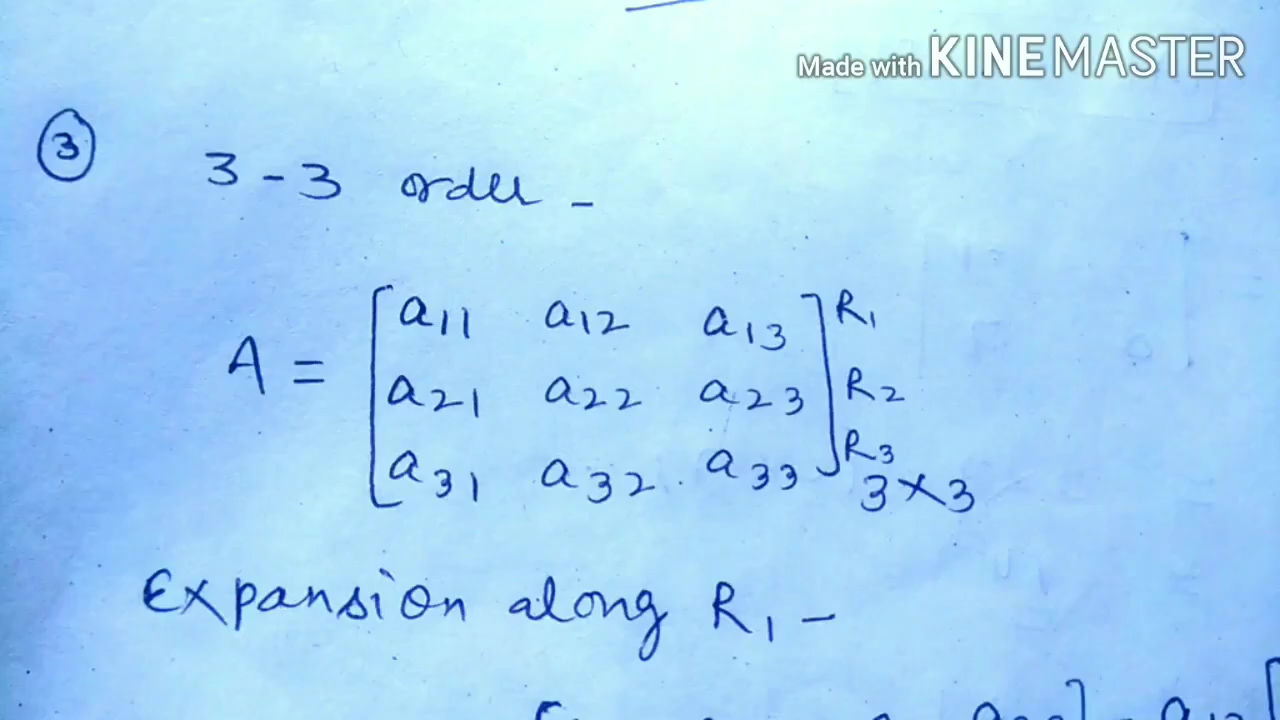 Made with KINEMASTER
③ 3-3 order -
A = [ a11 a12 a13 ] R1
a21 a22 a23 R2
a31 a32 a33 R3
3×3
Expansion along R1 -